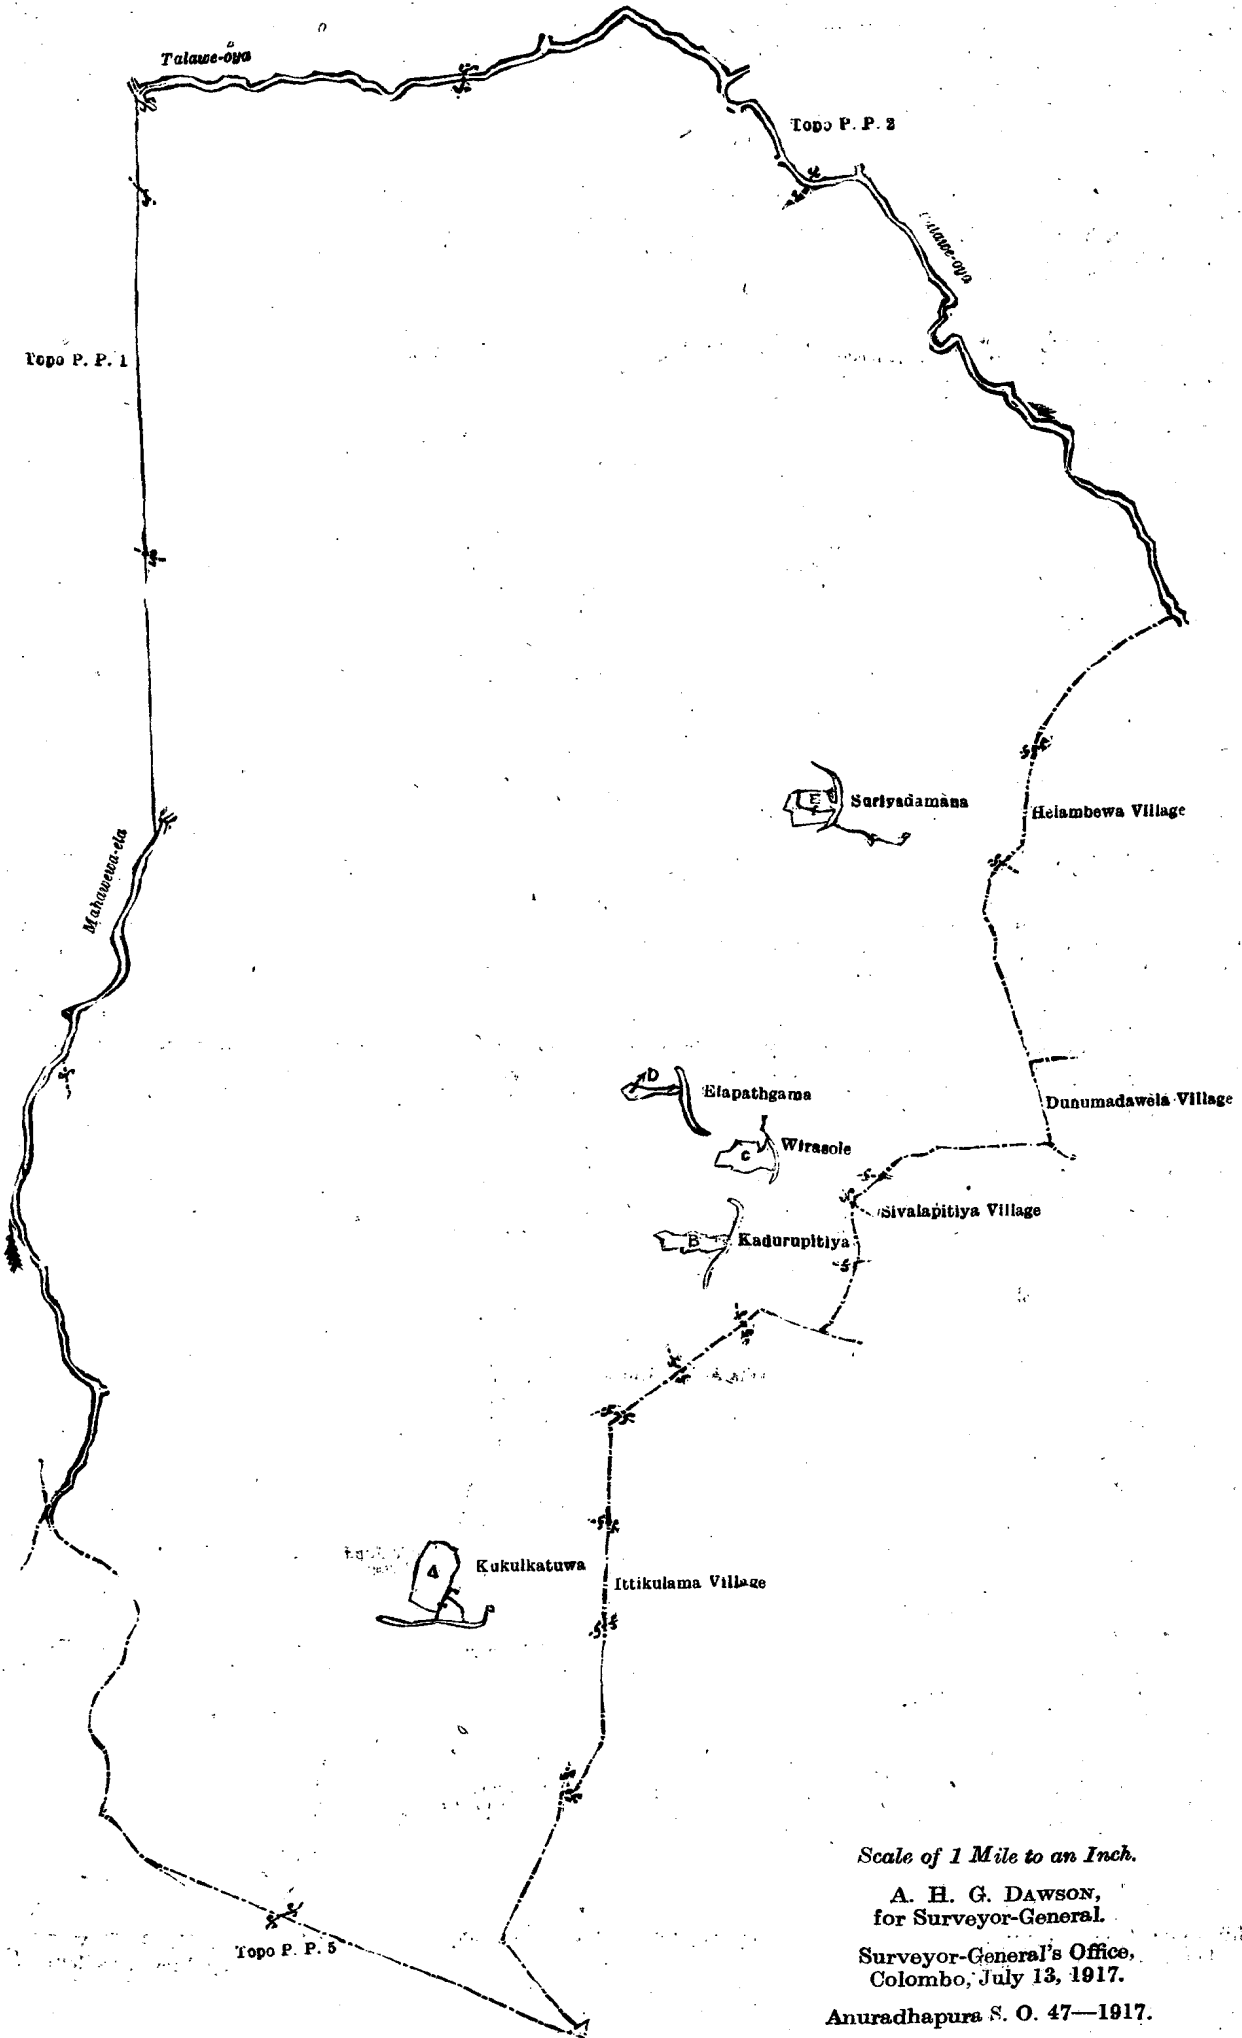 Talawe-oya
Topo P. P. 2
Topo P. P. 1
Suriyadamana
E
Helambewa Village
Mahawewa-ela
D
Elapathgama
Dunumadawela Village
Wirasole
C
Sivalapitiya Village
B
Kadurupitiya
Kukulkatuwa
A
Ittikulama Village
Topo P. P. 5
Scale of 1 Mile to an Inch.
A. H. G. DAWSON,
for Surveyor-General.
Surveyor-General's Office,
Colombo, July 13, 1917.
Anuradhapura S. O. 47—1917.